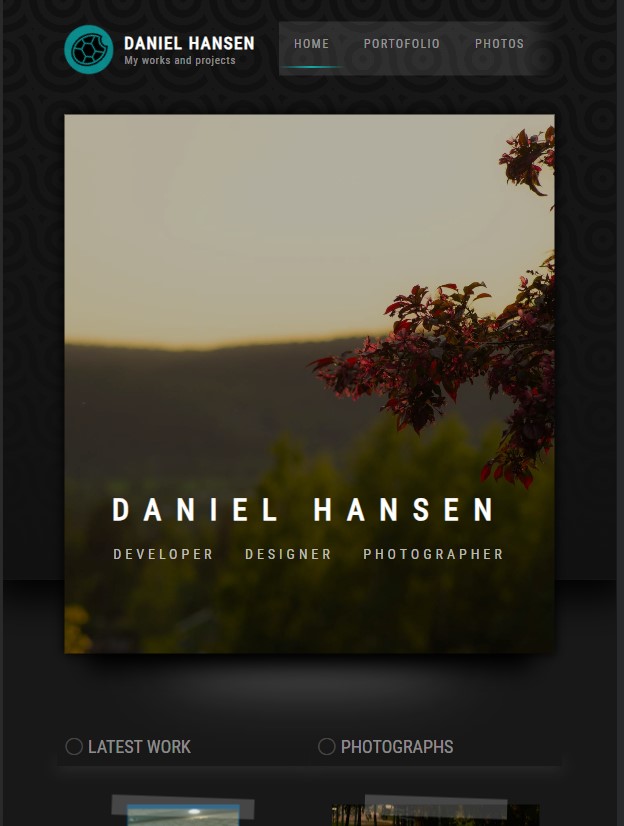 DANIEL HANSEN
My works and projects
HOME PORTOFOLIO PHOTOS
DANIEL HANSEN
DEVELOPER DESIGNER PHOTOGRAPHER
LATEST WORK PHOTOGRAPHS